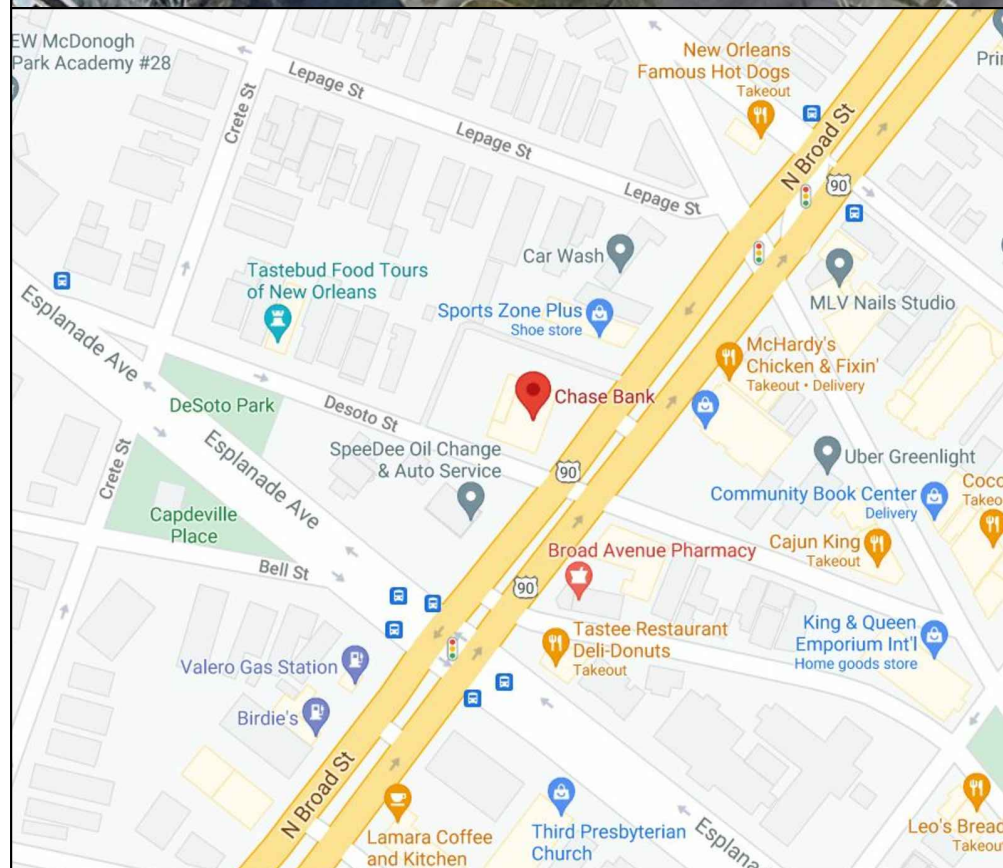 EW McDonogh
Park Academy #28
New Orleans
Famous Hot Dogs
Takeout
Prin
Lepage St
Crete St
Lepage St
N Broad St
90
Lepage St
Car Wash
Tastebud Food Tours
of New Orleans
Sports Zone Plus
Shoe store
MLV Nails Studio
Esplanade Ave
McHardy's
Chicken & Fixin'
Takeout • Delivery
Chase Bank
DeSoto Park
Desoto St
SpeeDee Oil Change
& Auto Service
Esplanade Ave
Crete St
90
Uber Greenlight
Community Book Center
Delivery
Coco
Takeo
Capdeville
Place
Cajun King
Takeout
Broad Avenue Pharmacy
Bell St
90
Tastee Restaurant
Deli-Donuts
Takeout
King & Queen
Emporium Int'l
Home goods store
Valero Gas Station
Birdie's
N Broad St
Lamara Coffee
and Kitchen
Third Presbyterian
Church
Esplana
Leo's Bread
Takeout